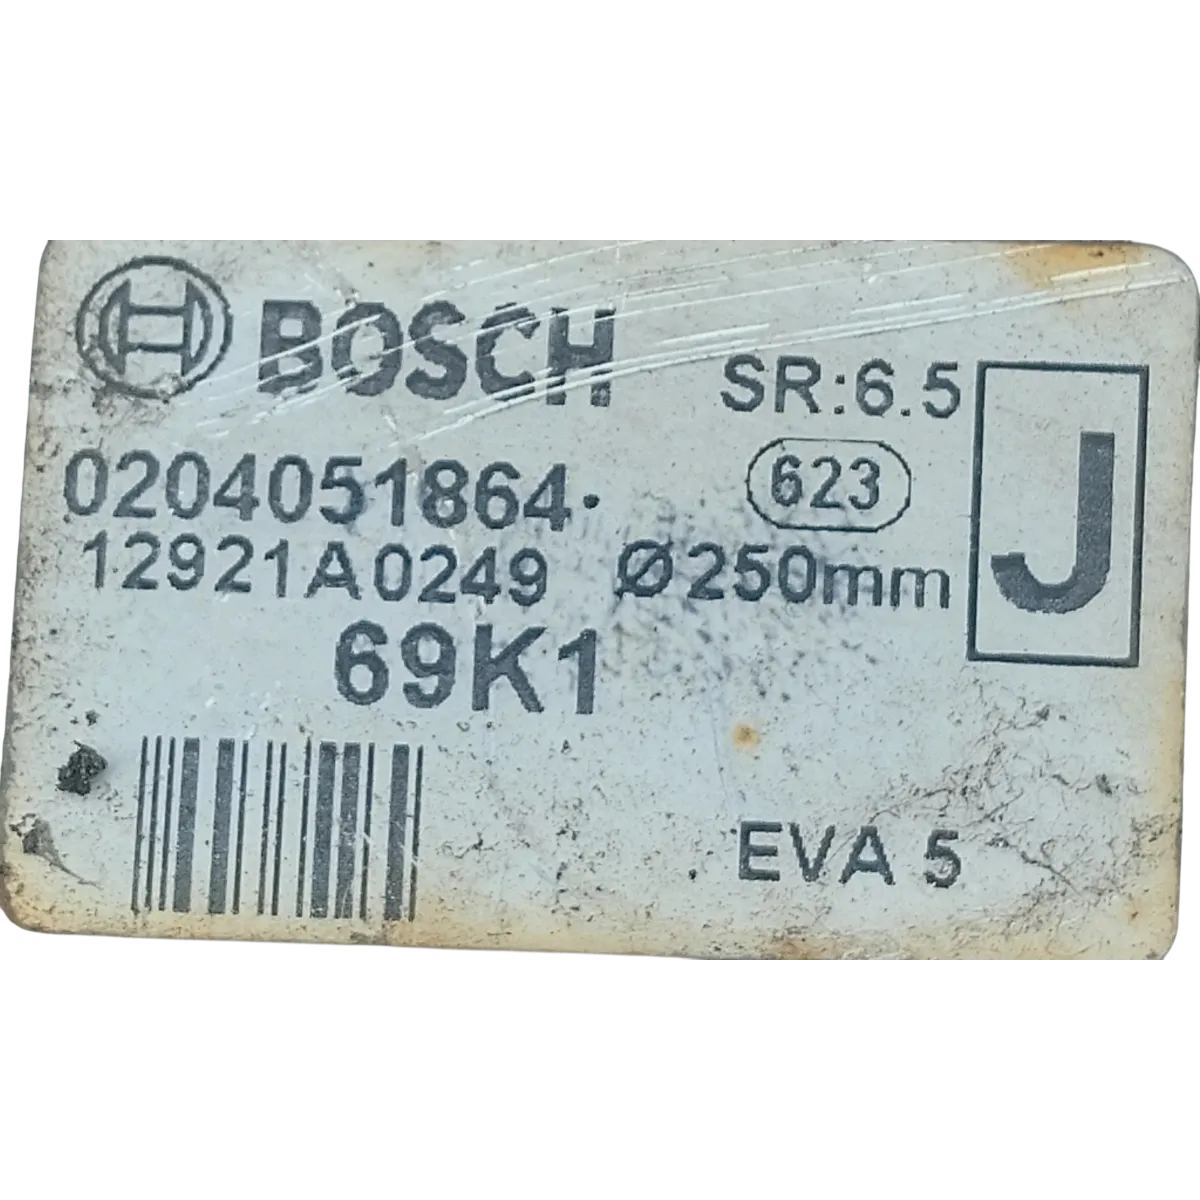 BOSCH
SR:6.5
J
0204051864.
623
12921A0249 Ø250mm
69K1
EVA 5